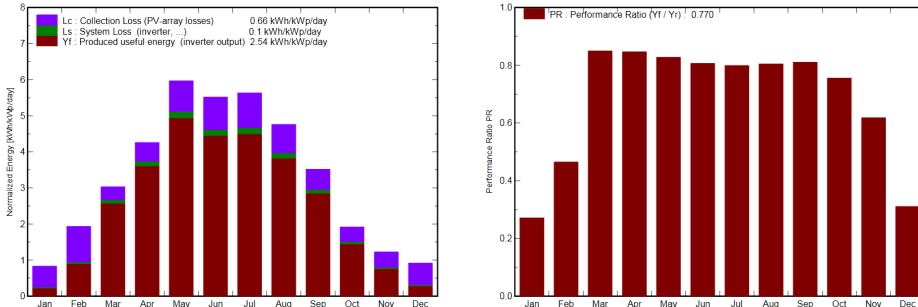 Lc : Collection Loss (PV-array losses) 0.66 kWh/kWp/day
Ls : System Loss (inverter, ...) 0.1 kWh/kWp/day
Yf : Produced useful energy (inverter output) 2.54 kWh/kWp/day
Normalized Energy [kWh/kWp/day]
8
7
6
5
4
3
2
1
0
Jan Feb Mar Apr May Jun Jul Aug Sep Oct Nov Dec
PR : Performance Ratio (Yf / Yr) : 0.770
Performance Ratio PR
1.0
0.8
0.6
0.4
0.2
0.0
Jan Feb Mar Apr May Jun Jul Aug Sep Oct Nov Dec